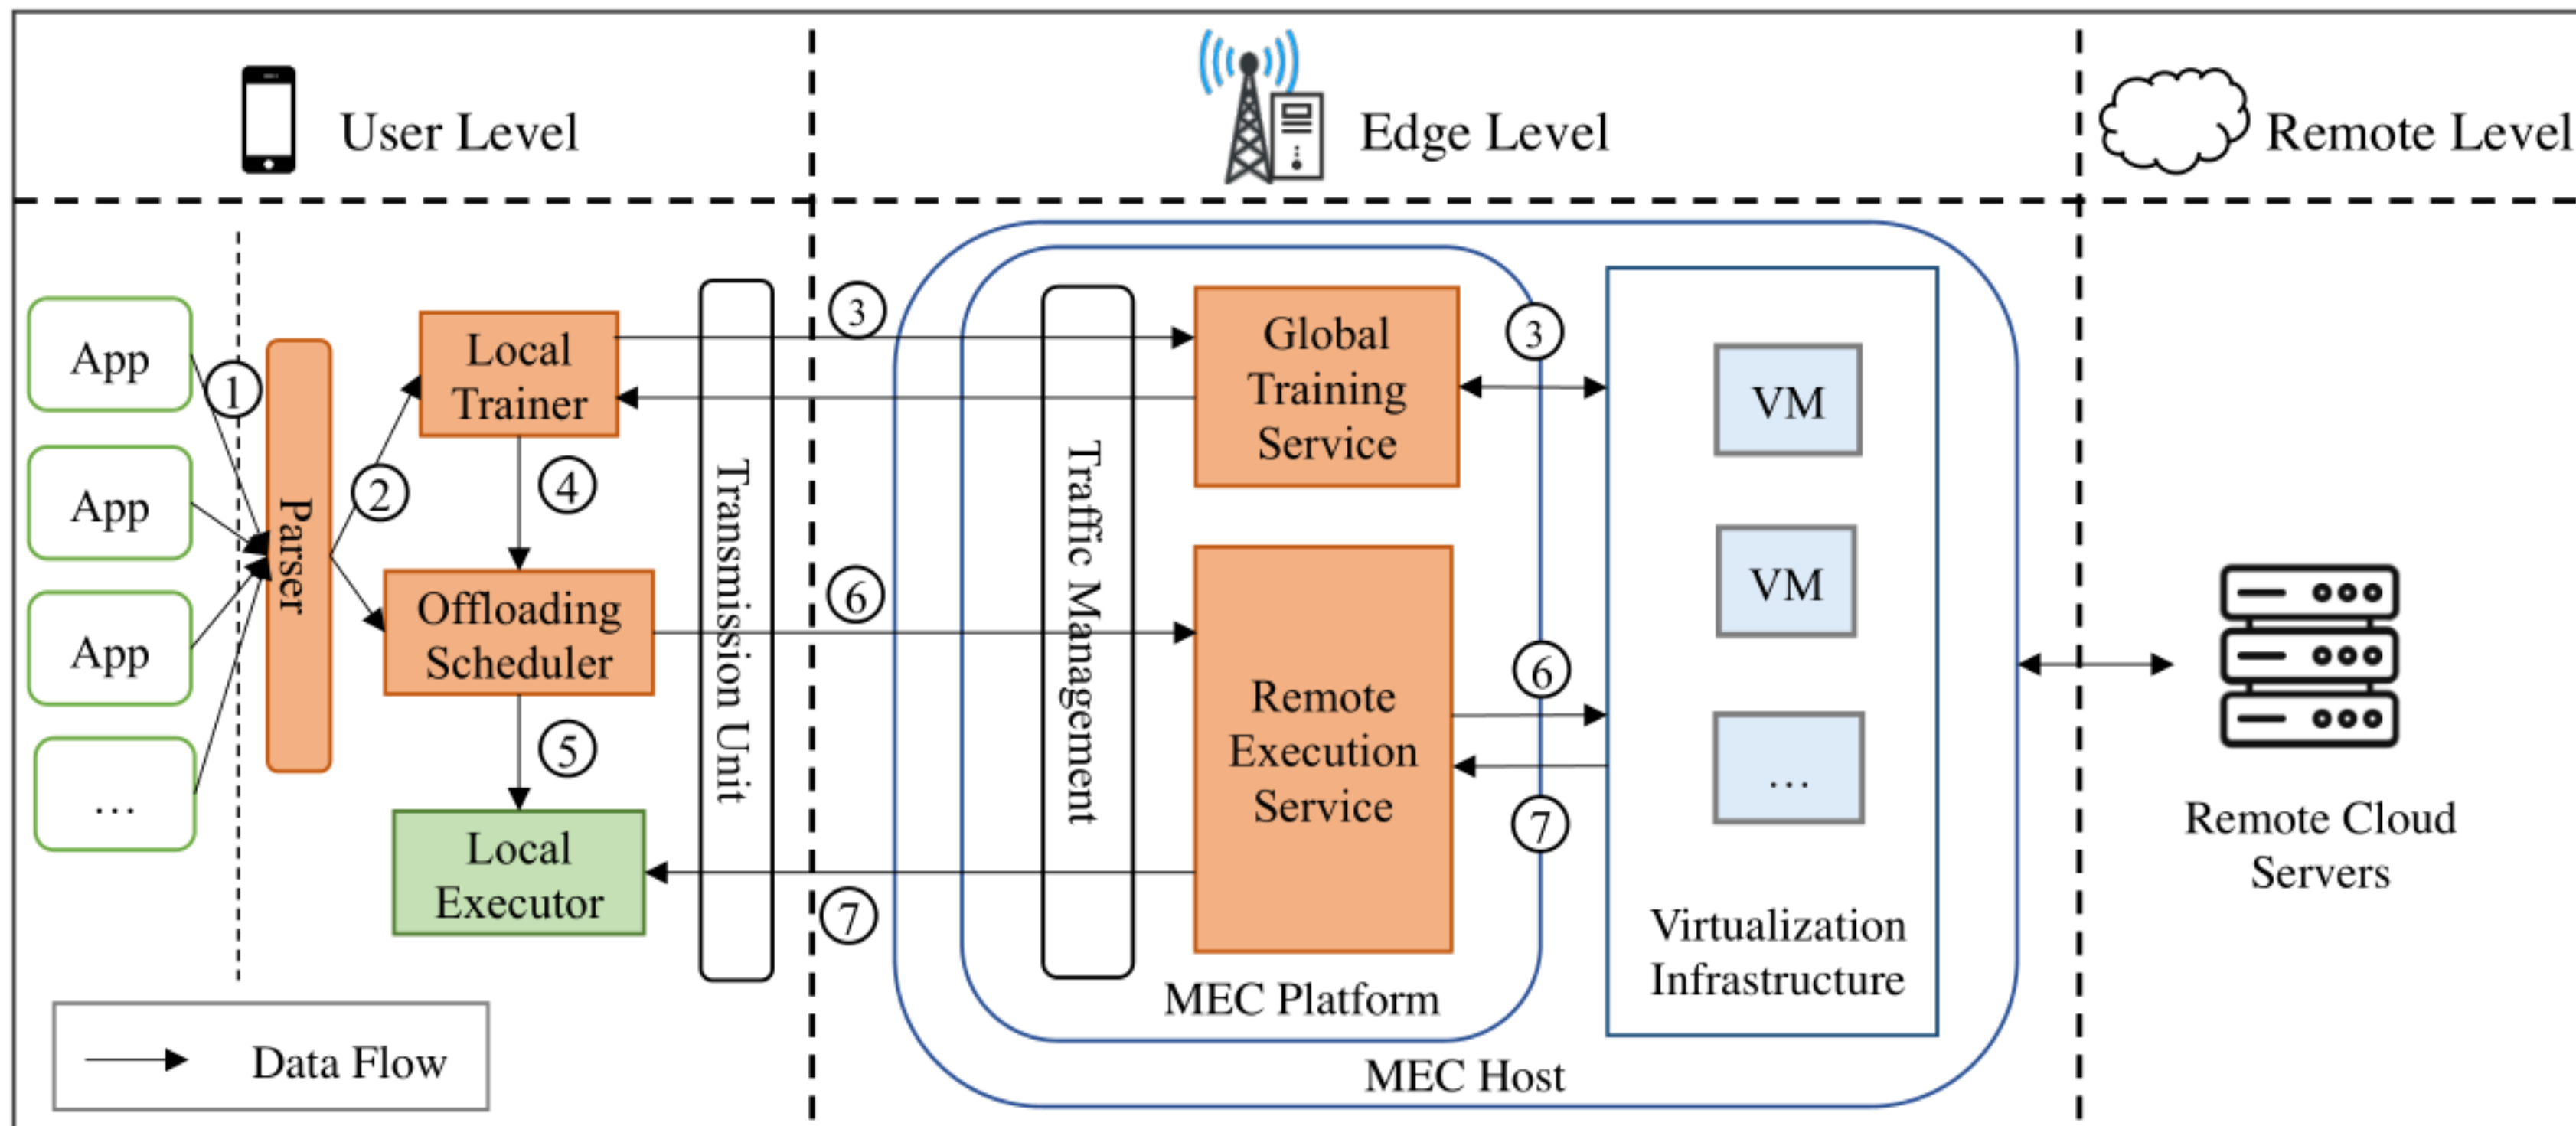 User Level
Edge Level
Remote Level
App
App
App
...
1
Parser
2
Local
Trainer
4
Offloading
Scheduler
5
Local
Executor
Transmission Unit
3
6
7
Traffic Management
Global
Training
Service
Remote
Execution
Service
MEC Platform
3
6
7
VM
VM
...
Virtualization
Infrastructure
MEC Host
Remote Cloud
Servers
Data Flow